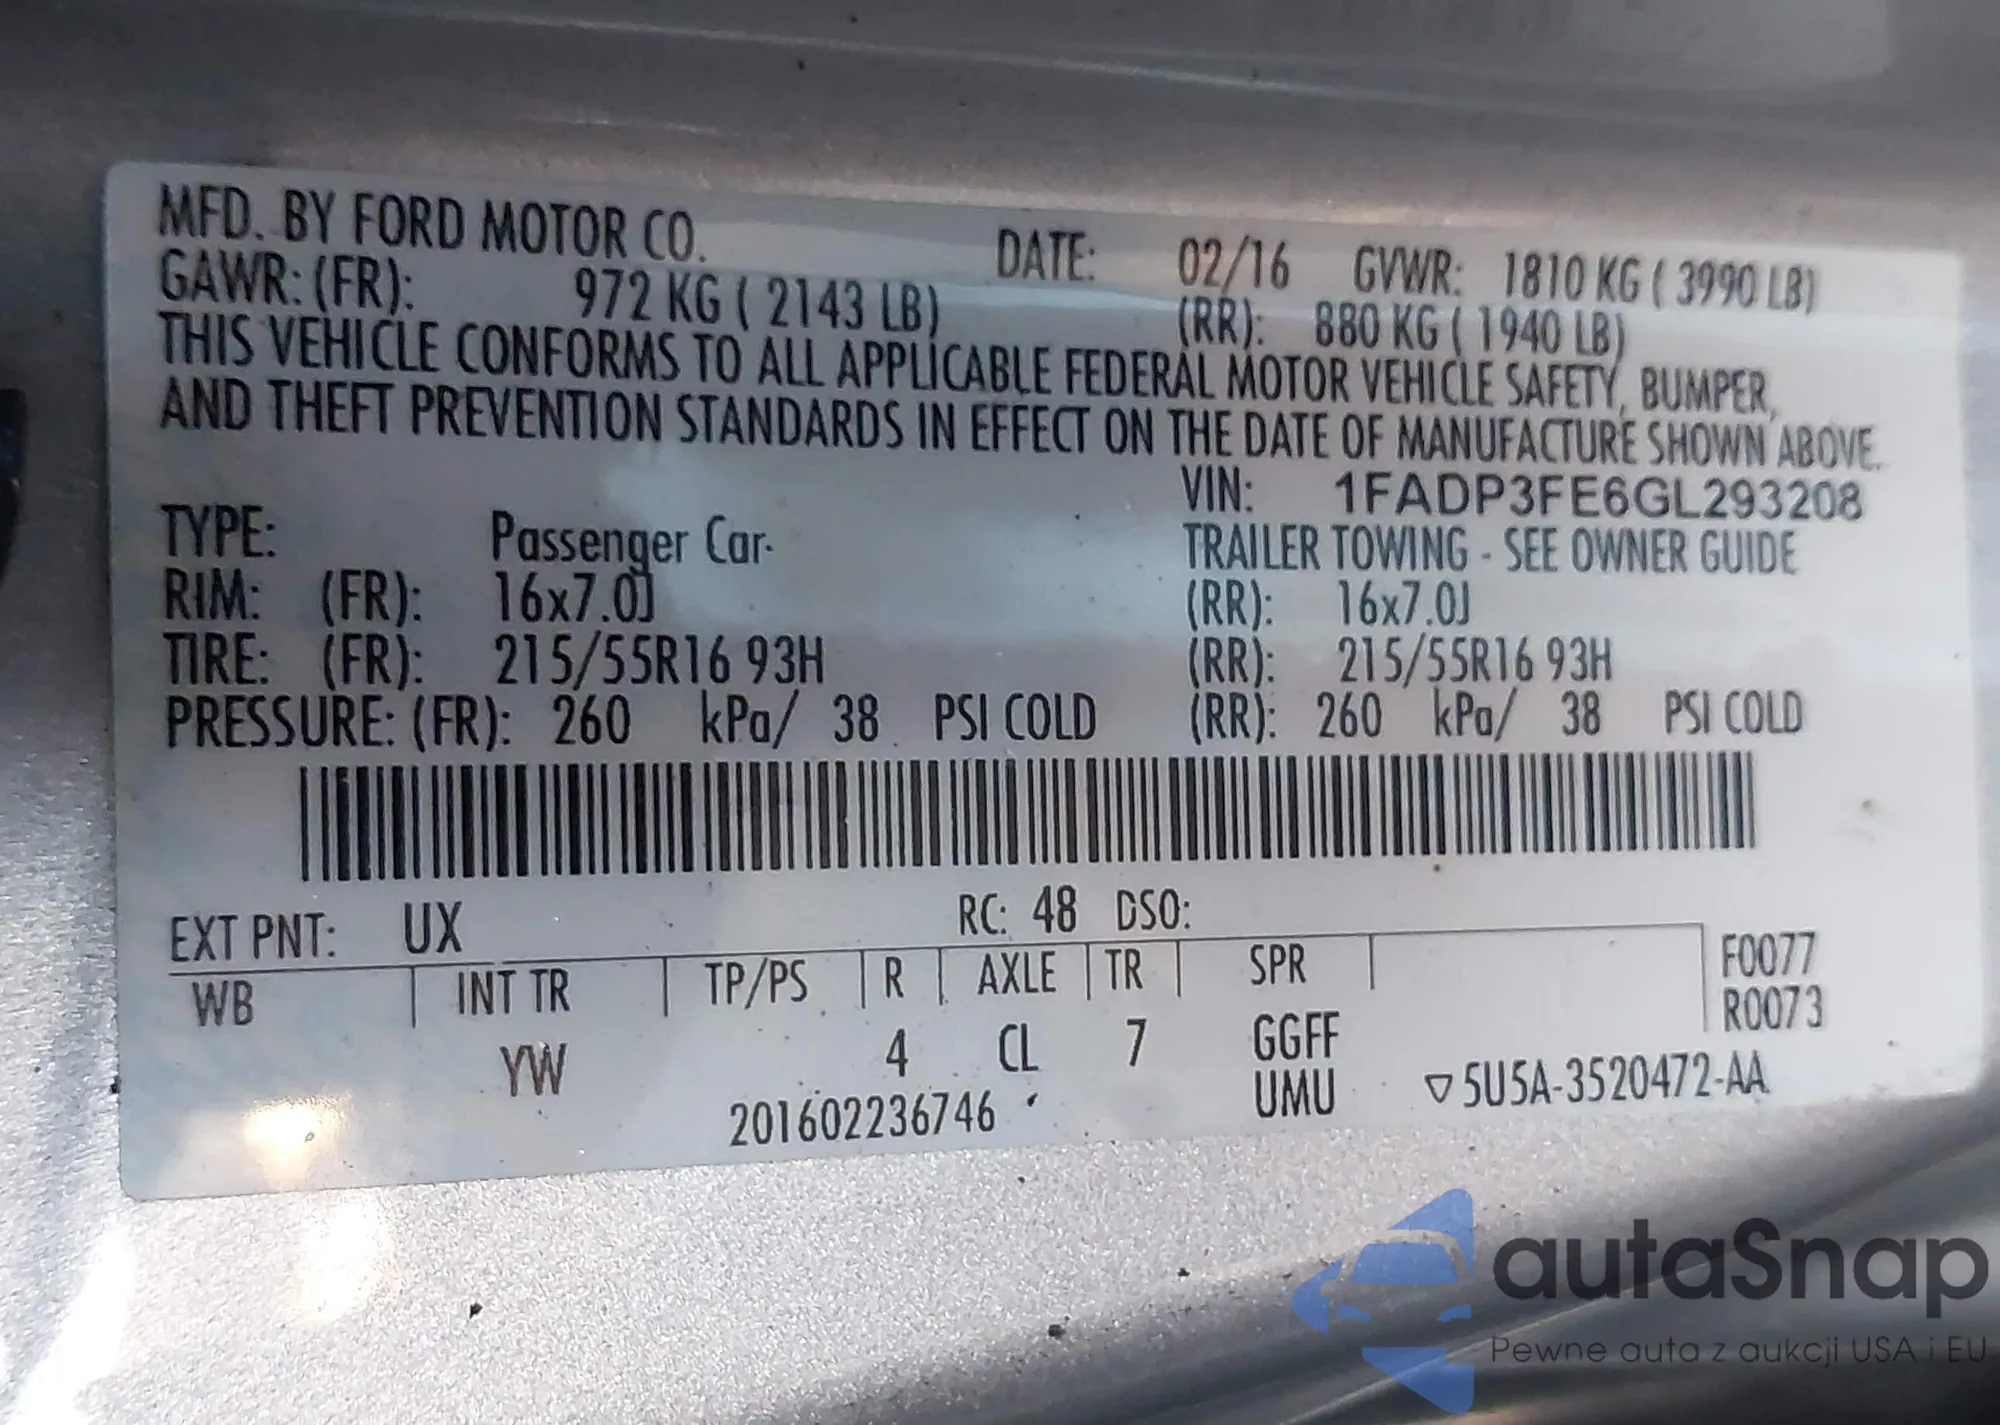 MFD. BY FORD MOTOR CO. DATE: 02/16 GVWR: 1810 KG ( 3990 LB)
GAWR: (FR): 972 KG ( 2143 LB) (RR): 880 KG ( 1940 LB)
THIS VEHICLE CONFORMS TO ALL APPLICABLE FEDERAL MOTOR VEHICLE SAFETY, BUMPER,
AND THEFT PREVENTION STANDARDS IN EFFECT ON THE DATE OF MANUFACTURE SHOWN ABOVE.
VIN: 1FADP3FE6GL293208
TYPE: Passenger Car TRAILER TOWING - SEE OWNER GUIDE
RIM: (FR): 16x7.0J (RR): 16x7.0J
TIRE: (FR): 215/55R16 93H (RR): 215/55R16 93H
PRESSURE: (FR): 260 kPa/ 38 PSI COLD (RR): 260 kPa/ 38 PSI COLD
EXT PNT: UX RC: 48 DSO:
WB INT TR TP/PS R AXLE TR SPR F0077
R0073
YW 4 CL 7 GGFF
201602236746 UMU ▽5U5A-3520472-AA
autaSnap
Pewne auta z aukcji USA i EU